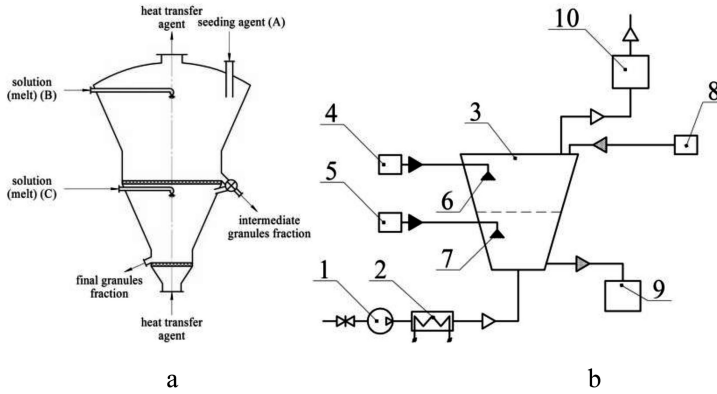 heat transfer
agent
seeding agent (A)
solution
(melt) (B)
solution
(melt) (C)
intermediate
granules fraction
final granules
fraction
heat transfer
agent
a
10
3
8
4
6
5
7
1
2
9
b